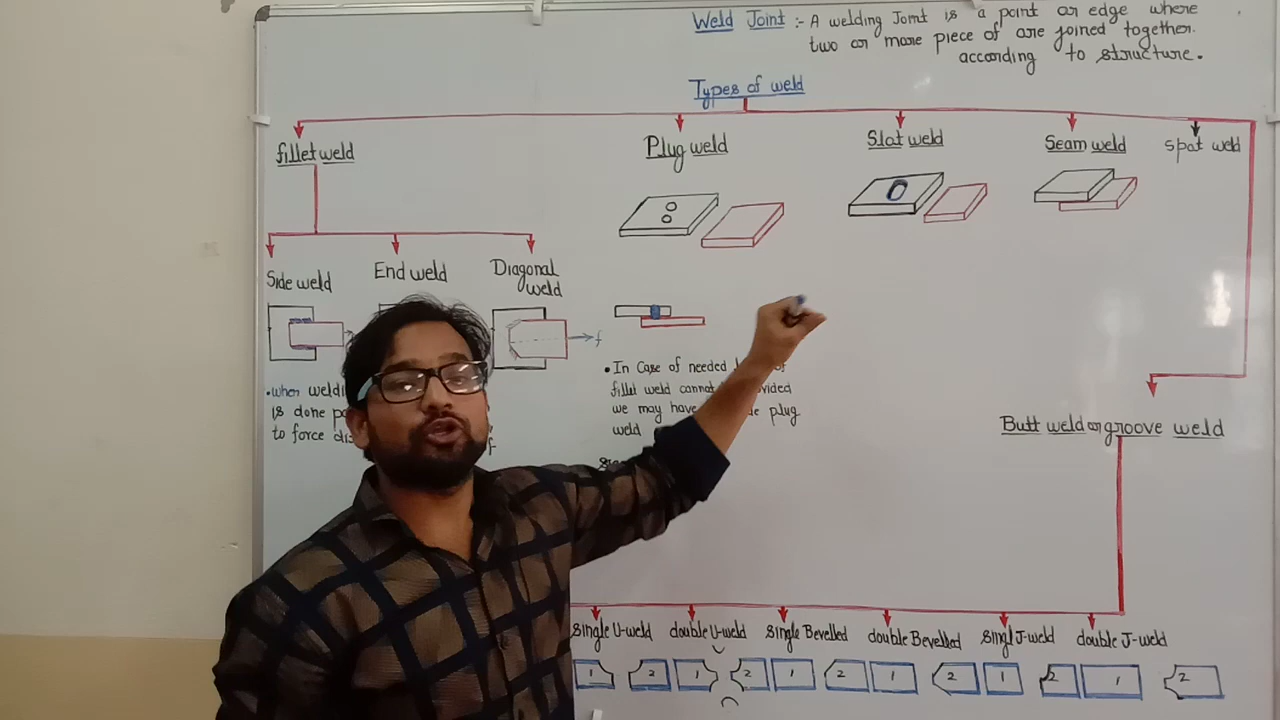 Weld Joint :- A welding Joint is a point or edge where
two or more piece of are joined together.
according to structure.
Types of weld
fillet weld
Plug weld
Slot weld
Seam weld
spot weld
Side weld
End weld
Diagonal
weld
f
• When weldi
is done
to force
f
• In Case of needed
fillet weld cannot
we may have plug
weld
Butt weld or groove weld
single U-weld
double U-weld
single Bevelled
double Bevelled
singl J-weld
double J-weld
1 2 1 2 1 2 1 2 1 2 1 2